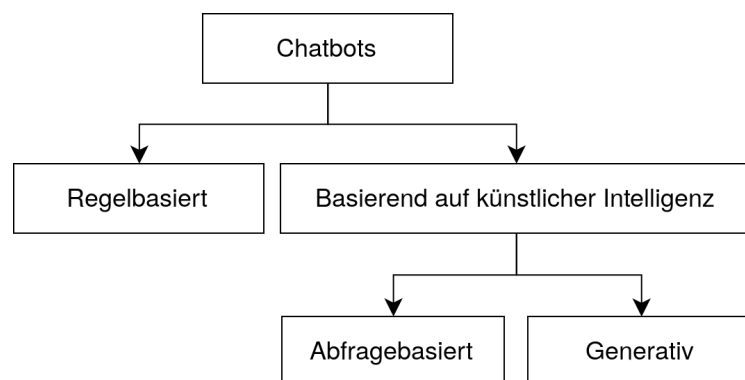 Chatbots
Regelbasiert
Basierend auf künstlicher Intelligenz
Abfragebasiert
Generativ